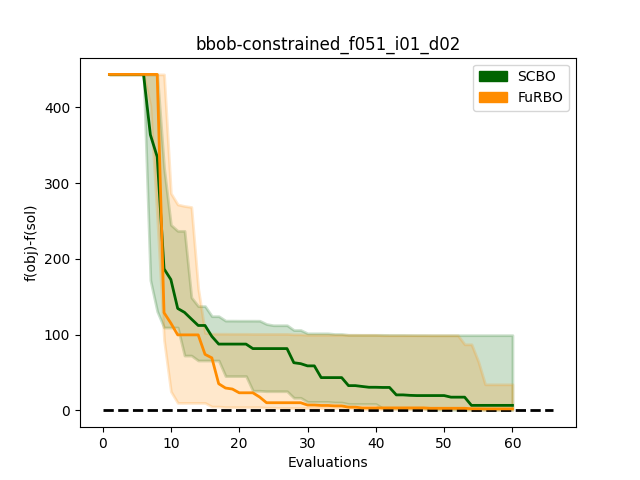 bbob-constrained_f051_i01_d02
SCBO
FuRBO
f(obj)-f(sol)
400
300
200
100
0
0 10 20 30 40 50 60
Evaluations